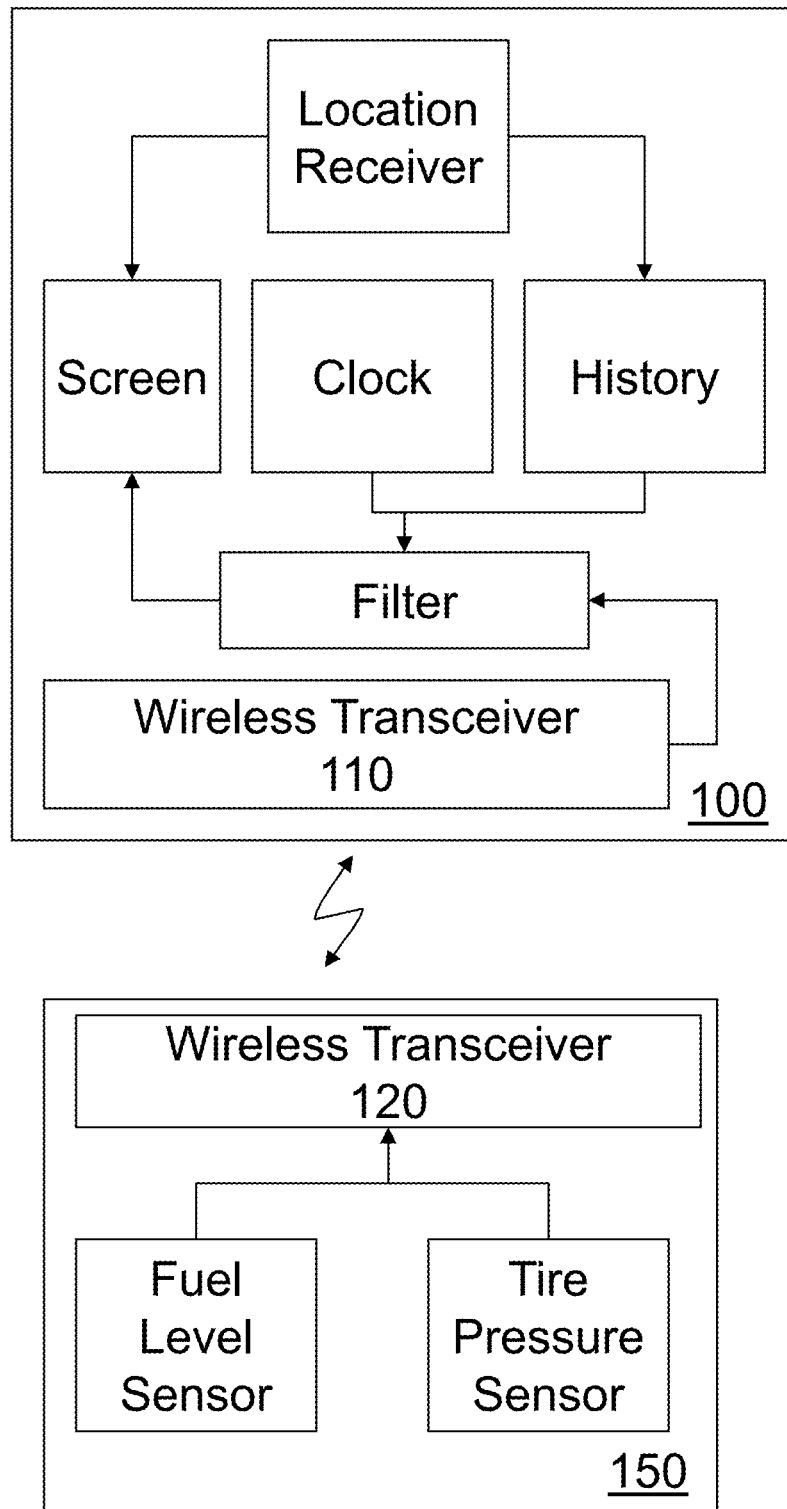 Location
Receiver
Screen
Clock
History
Filter
Wireless Transceiver
110
100
Wireless Transceiver
120
Fuel
Level
Sensor
Tire
Pressure
Sensor
150